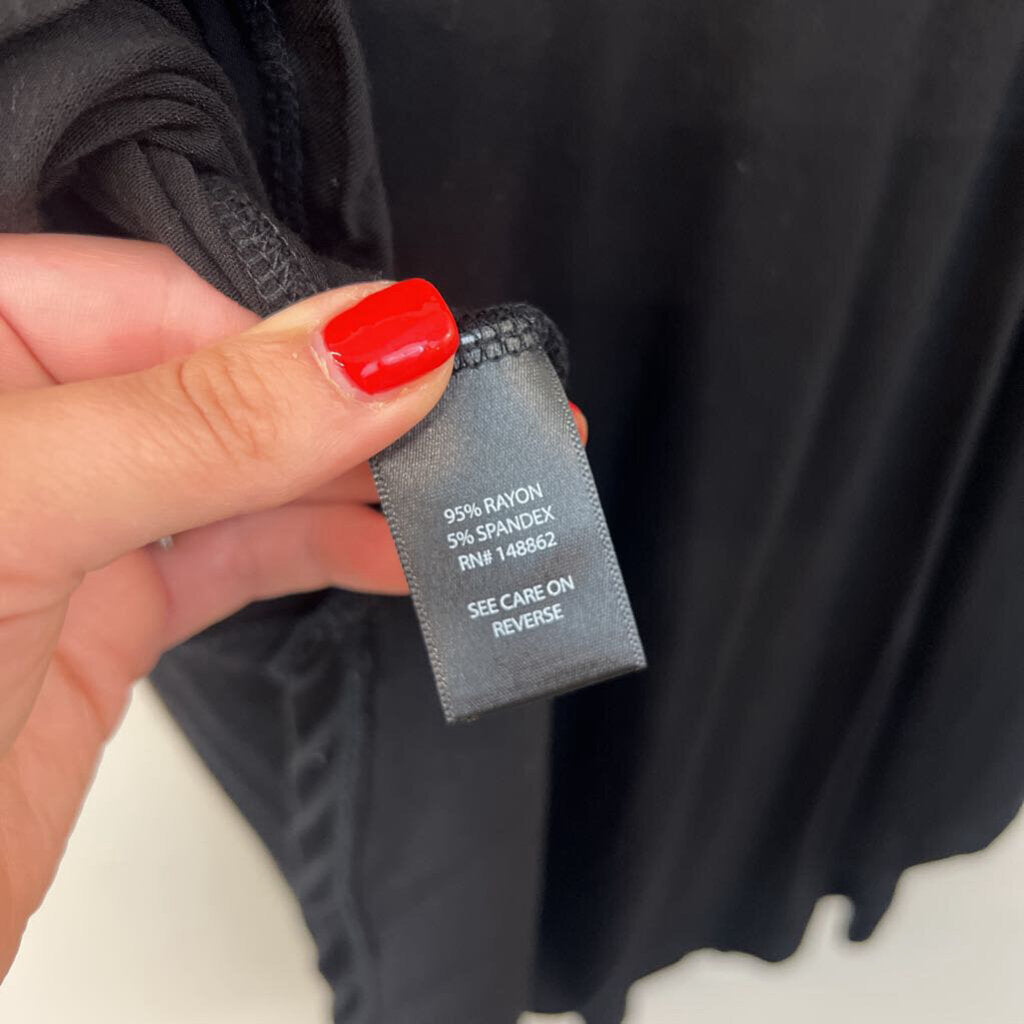 95% RAYON
5% SPANDEX
RN# 148862
SEE CARE ON
REVERSE